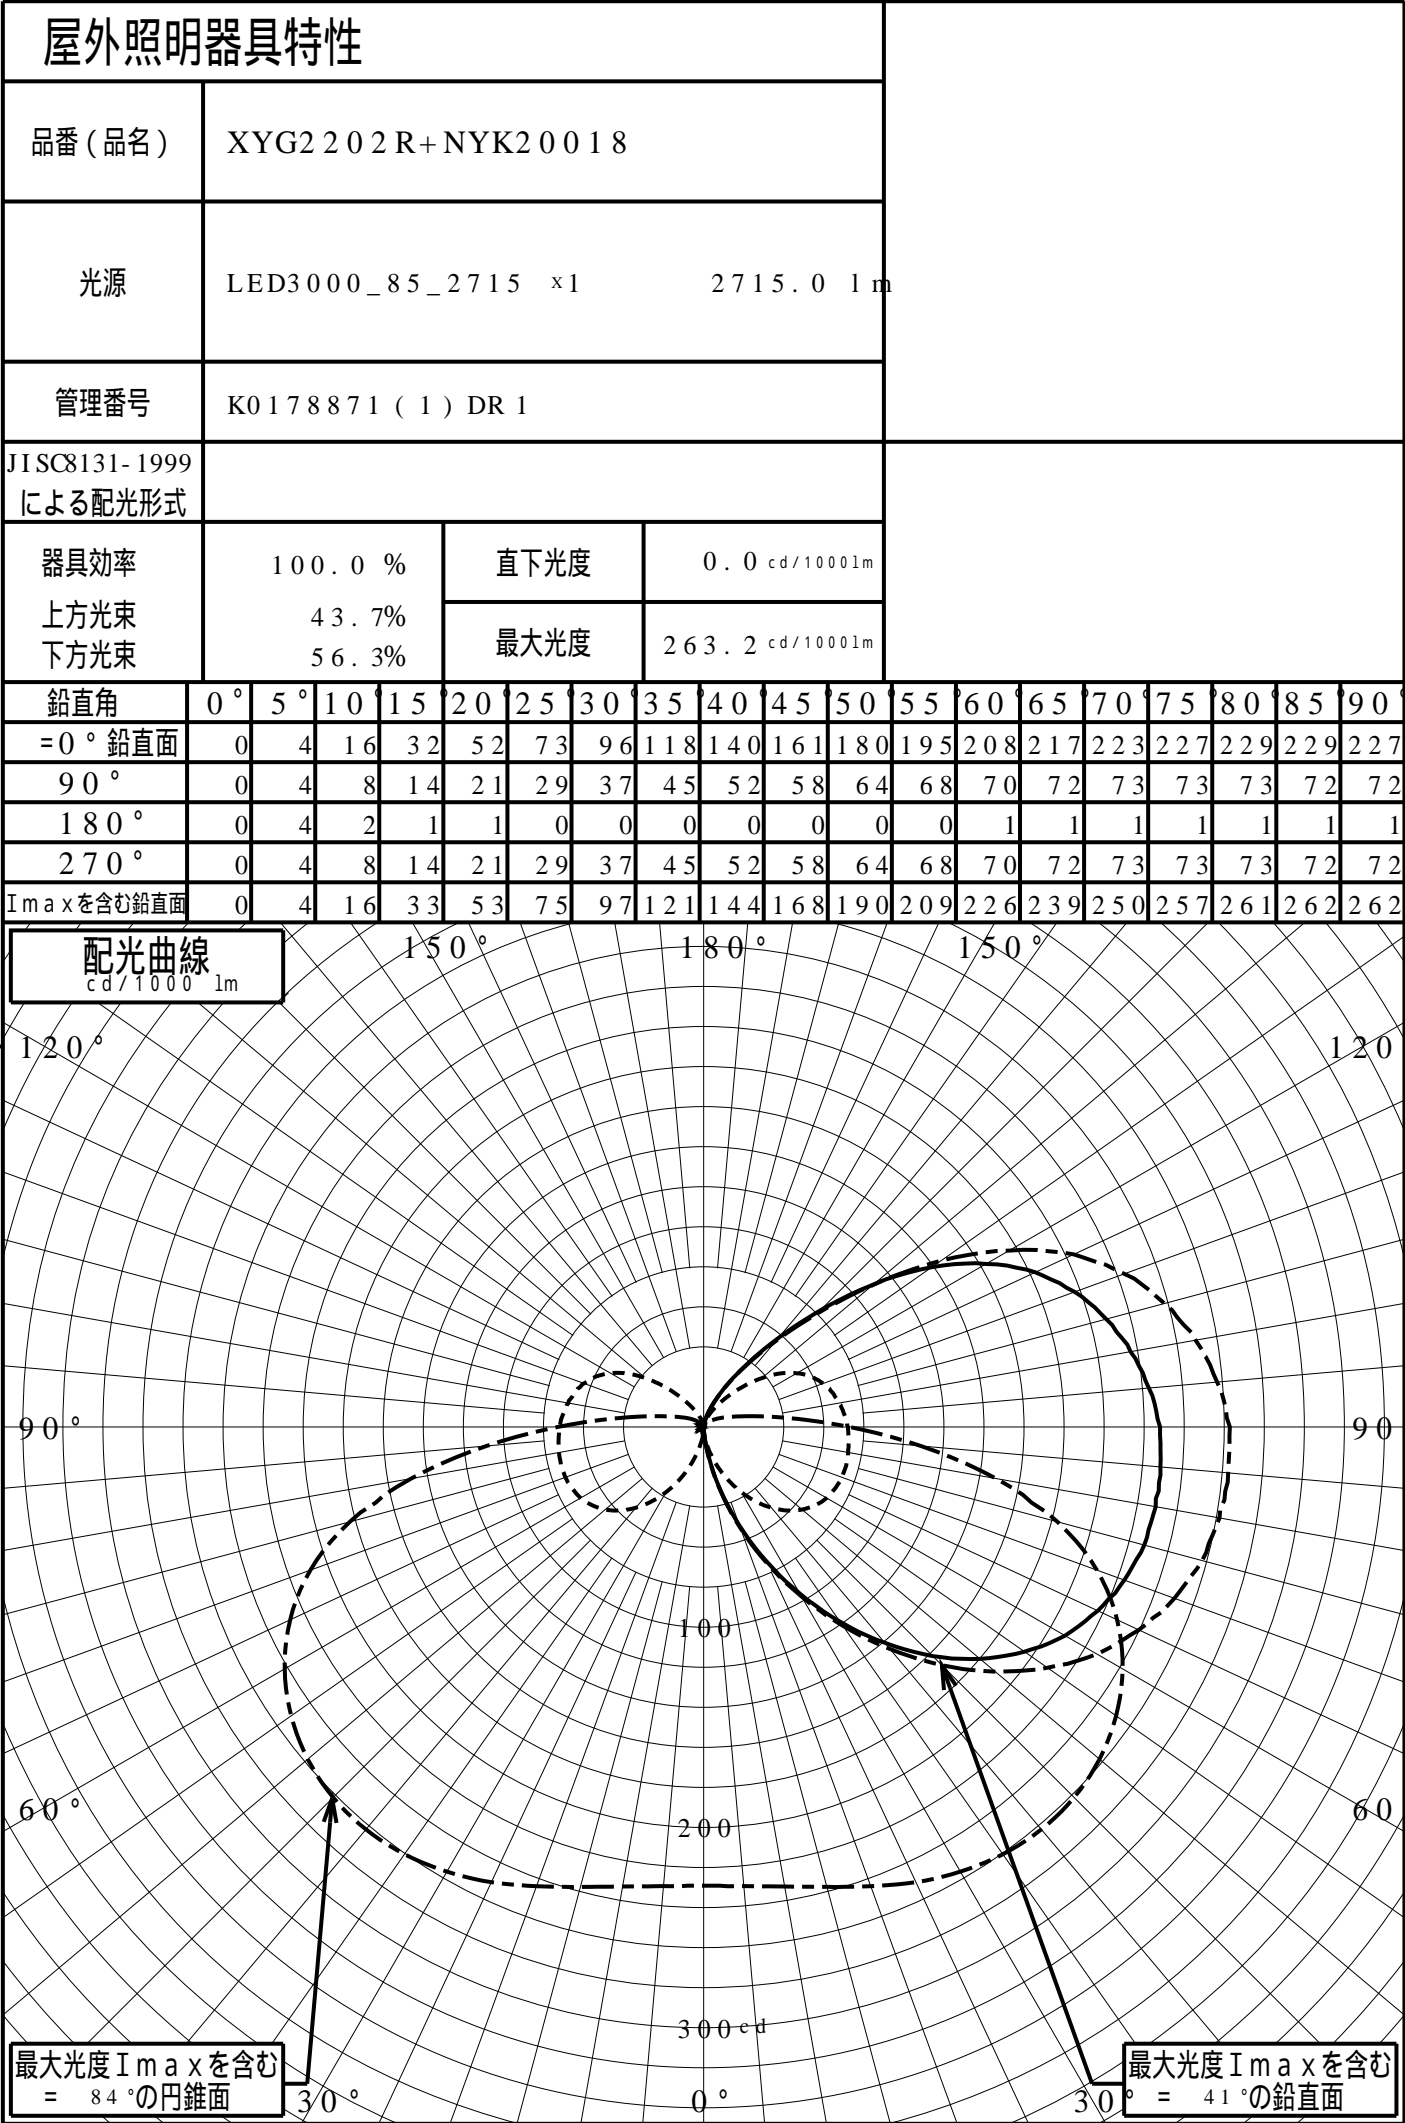 屋外照明器具特性
品番(品名) XYG2202R+NYK20018
光源 LED3000_85_2715 x1 2715.0 lm
管理番号 K0178871(1)DR1
JISC8131-1999
による配光形式
器具効率 100.0 % 直下光度 0.0 cd/1000lm
上方光束 43.7%
下方光束 56.3% 最大光度 263.2 cd/1000lm
鉛直角 0° 5° 10° 15° 20° 25° 30° 35° 40° 45° 50° 55° 60° 65° 70° 75° 80° 85° 90°
=0°鉛直面 0 4 16 32 52 73 96 118 140 161 180 195 208 217 223 227 229 229 227
90° 0 4 8 14 21 29 37 45 52 58 64 68 70 72 73 73 73 72 72
180° 0 4 2 1 1 0 0 0 0 0 0 0 1 1 1 1 1 1 1
270° 0 4 8 14 21 29 37 45 52 58 64 68 70 72 73 73 73 72 72
Imaxを含む鉛直面 0 4 16 33 53 75 97 121 144 168 190 209 226 239 250 257 261 262 262
配光曲線
cd/1000 lm
150° 180° 150°
120° 120
90° 90
100
60° 60
200
300cd
30° 0° 30°
最大光度Imaxを含む
= 84°の円錐面
最大光度Imaxを含む
= 41°の鉛直面